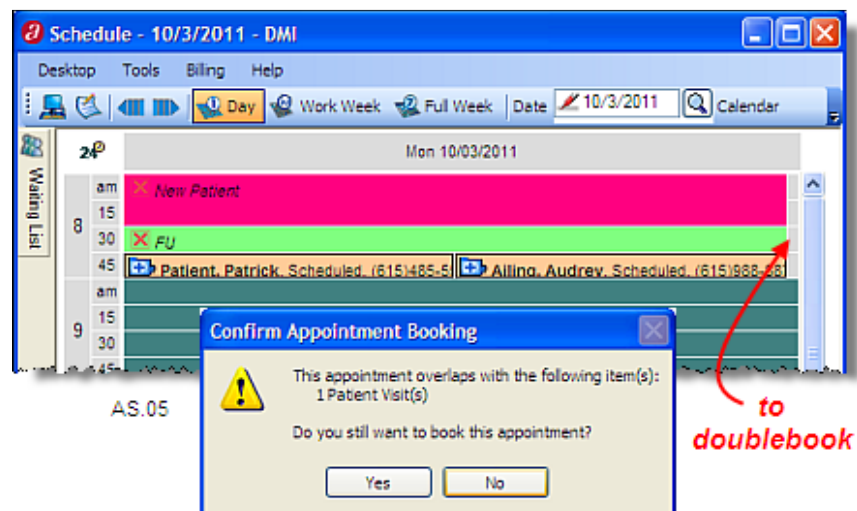 Schedule - 10/3/2011 - DMI
Desktop Tools Billing Help
Day Work Week Full Week Date 10/3/2011 Calendar
Waiting List
24 Mon 10/03/2011
8 am New Patient
15
30 FU
45 Patient, Patrick, Scheduled, (615)485-5 Ailing, Audrey, Scheduled, (615)988-
9 am
15
30
45
Confirm Appointment Booking
This appointment overlaps with the following item(s):
1 Patient Visit(s)
Do you still want to book this appointment?
Yes No
AS.05
to
doublebook